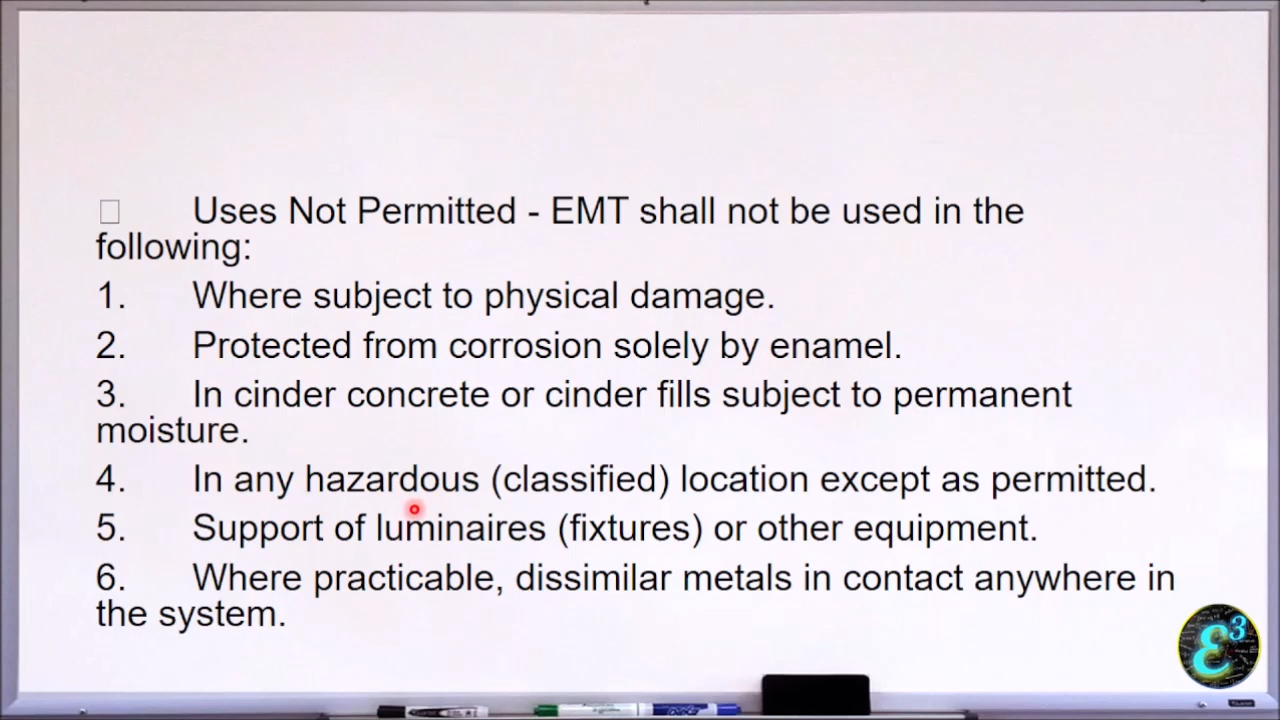 Uses Not Permitted - EMT shall not be used in the
following:
1. Where subject to physical damage.
2. Protected from corrosion solely by enamel.
3. In cinder concrete or cinder fills subject to permanent
moisture.
4. In any hazardous (classified) location except as permitted.
5. Support of luminaires (fixtures) or other equipment.
6. Where practicable, dissimilar metals in contact anywhere in
the system.
ε3